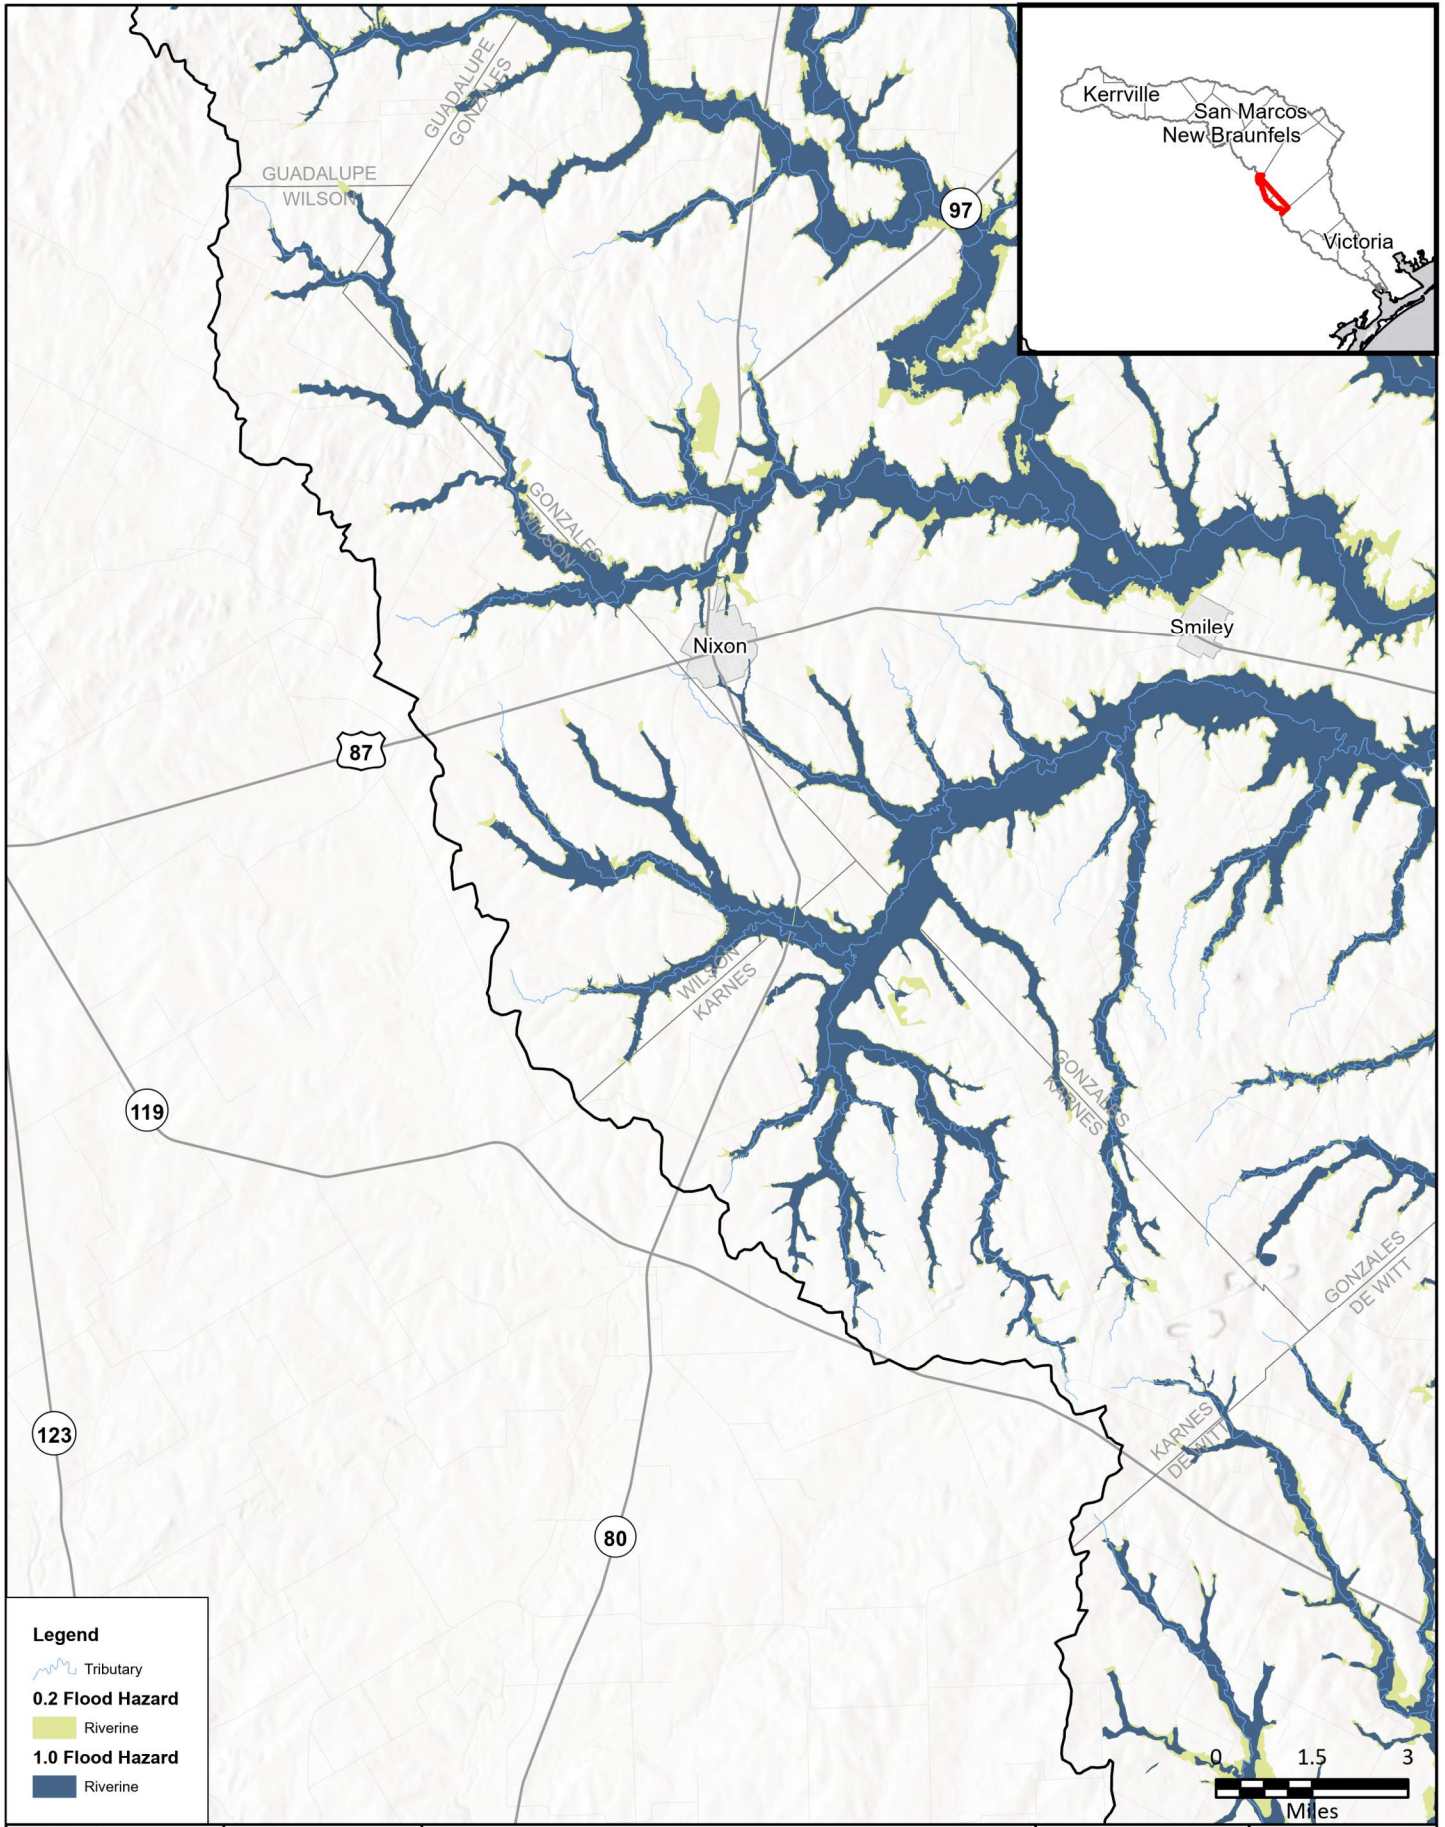 Kerrville
San Marcos
New Braunfels
Victoria
GUADALUPE
GONZALES
GUADALUPE
WILSON
97
GONZALES
WILSON
Nixon
Smiley
87
WILSON
KARNES
GONZALES
KARNES
119
GONZALES
DE WITT
KARNES
DE WITT
123
80
Legend
Tributary
0.2 Flood Hazard
Riverine
1.0 Flood Hazard
Riverine
0 1.5 3
Miles